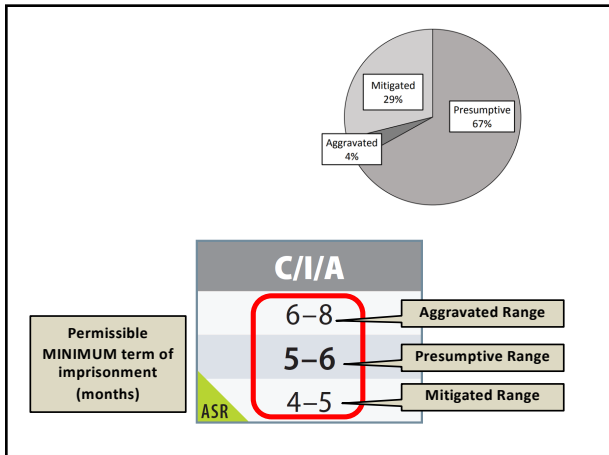 Mitigated
29%
Presumptive
67%
Aggravated
4%
C/I/A
6–8
Aggravated Range
Permissible
MINIMUM term of
imprisonment
(months)
5–6
Presumptive Range
ASR
4–5
Mitigated Range